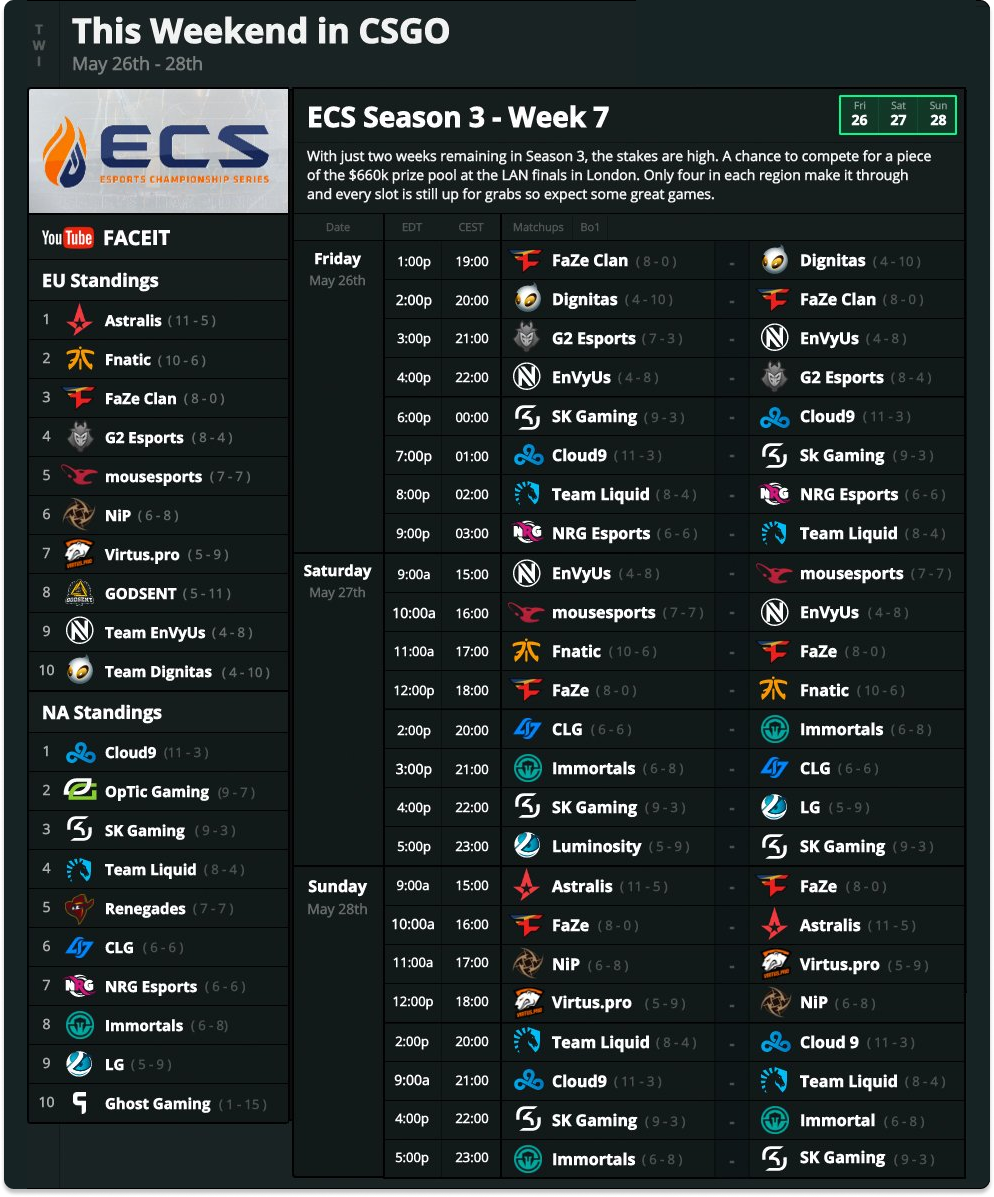 T
W
I
This Weekend in CSGO
May 26th - 28th
ECS
ESPORTS CHAMPIONSHIP SERIES
YouTube FACEIT
EU Standings
1 Astralis (11-5)
2 Fnatic (10-6)
3 FaZe Clan (8-0)
4 G2 Esports (8-4)
5 mousesports (7-7)
6 NiP (6-8)
7 VIRTUS.PRO Virtus.pro (5-9)
8 GODSENT GODSENT (5-11)
9 Team EnVyUs (4-8)
10 Team Dignitas (4-10)
NA Standings
1 Cloud9 (11-3)
2 OpTic Gaming (9-7)
3 SK Gaming (9-3)
4 Team Liquid (8-4)
5 Renegades (7-7)
6 CLG (6-6)
7 NRG NRG Esports (6-6)
8 Immortals (6-8)
9 LG (5-9)
10 Ghost Gaming (1-15)
ECS Season 3 - Week 7
Fri Sat Sun
26 27 28
With just two weeks remaining in Season 3, the stakes are high. A chance to compete for a piece
of the $660k prize pool at the LAN finals in London. Only four in each region make it through
and every slot is still up for grabs so expect some great games.
Date EDT CEST Matchups Bo1
Friday
May 26th
1:00p 19:00 FaZe Clan (8-0) - Dignitas (4-10)
2:00p 20:00 Dignitas (4-10) - FaZe Clan (8-0)
3:00p 21:00 G2 Esports (7-3) - EnVyUs (4-8)
4:00p 22:00 EnVyUs (4-8) - G2 Esports (8-4)
6:00p 00:00 SK Gaming (9-3) - Cloud9 (11-3)
7:00p 01:00 Cloud9 (11-3) - Sk Gaming (9-3)
8:00p 02:00 Team Liquid (8-4) - NRG NRG Esports (6-6)
9:00p 03:00 NRG NRG Esports (6-6) - Team Liquid (8-4)
Saturday
May 27th
9:00a 15:00 EnVyUs (4-8) - mousesports (7-7)
10:00a 16:00 mousesports (7-7) - EnVyUs (4-8)
11:00a 17:00 Fnatic (10-6) - FaZe (8-0)
12:00p 18:00 FaZe (8-0) - Fnatic (10-6)
2:00p 20:00 CLG (6-6) - Immortals (6-8)
3:00p 21:00 Immortals (6-8) - CLG (6-6)
4:00p 22:00 SK Gaming (9-3) - LG (5-9)
5:00p 23:00 Luminosity (5-9) - SK Gaming (9-3)
Sunday
May 28th
9:00a 15:00 Astralis (11-5) - FaZe (8-0)
10:00a 16:00 FaZe (8-0) - Astralis (11-5)
11:00a 17:00 NiP (6-8) - VIRTUS.PRO Virtus.pro (5-9)
12:00p 18:00 VIRTUS.PRO Virtus.pro (5-9) - NiP (6-8)
2:00p 20:00 Team Liquid (8-4) - Cloud 9 (11-3)
9:00a 21:00 Cloud9 (11-3) - Team Liquid (8-4)
4:00p 22:00 SK Gaming (9-3) - Immortal (6-8)
5:00p 23:00 Immortals (6-8) - SK Gaming (9-3)